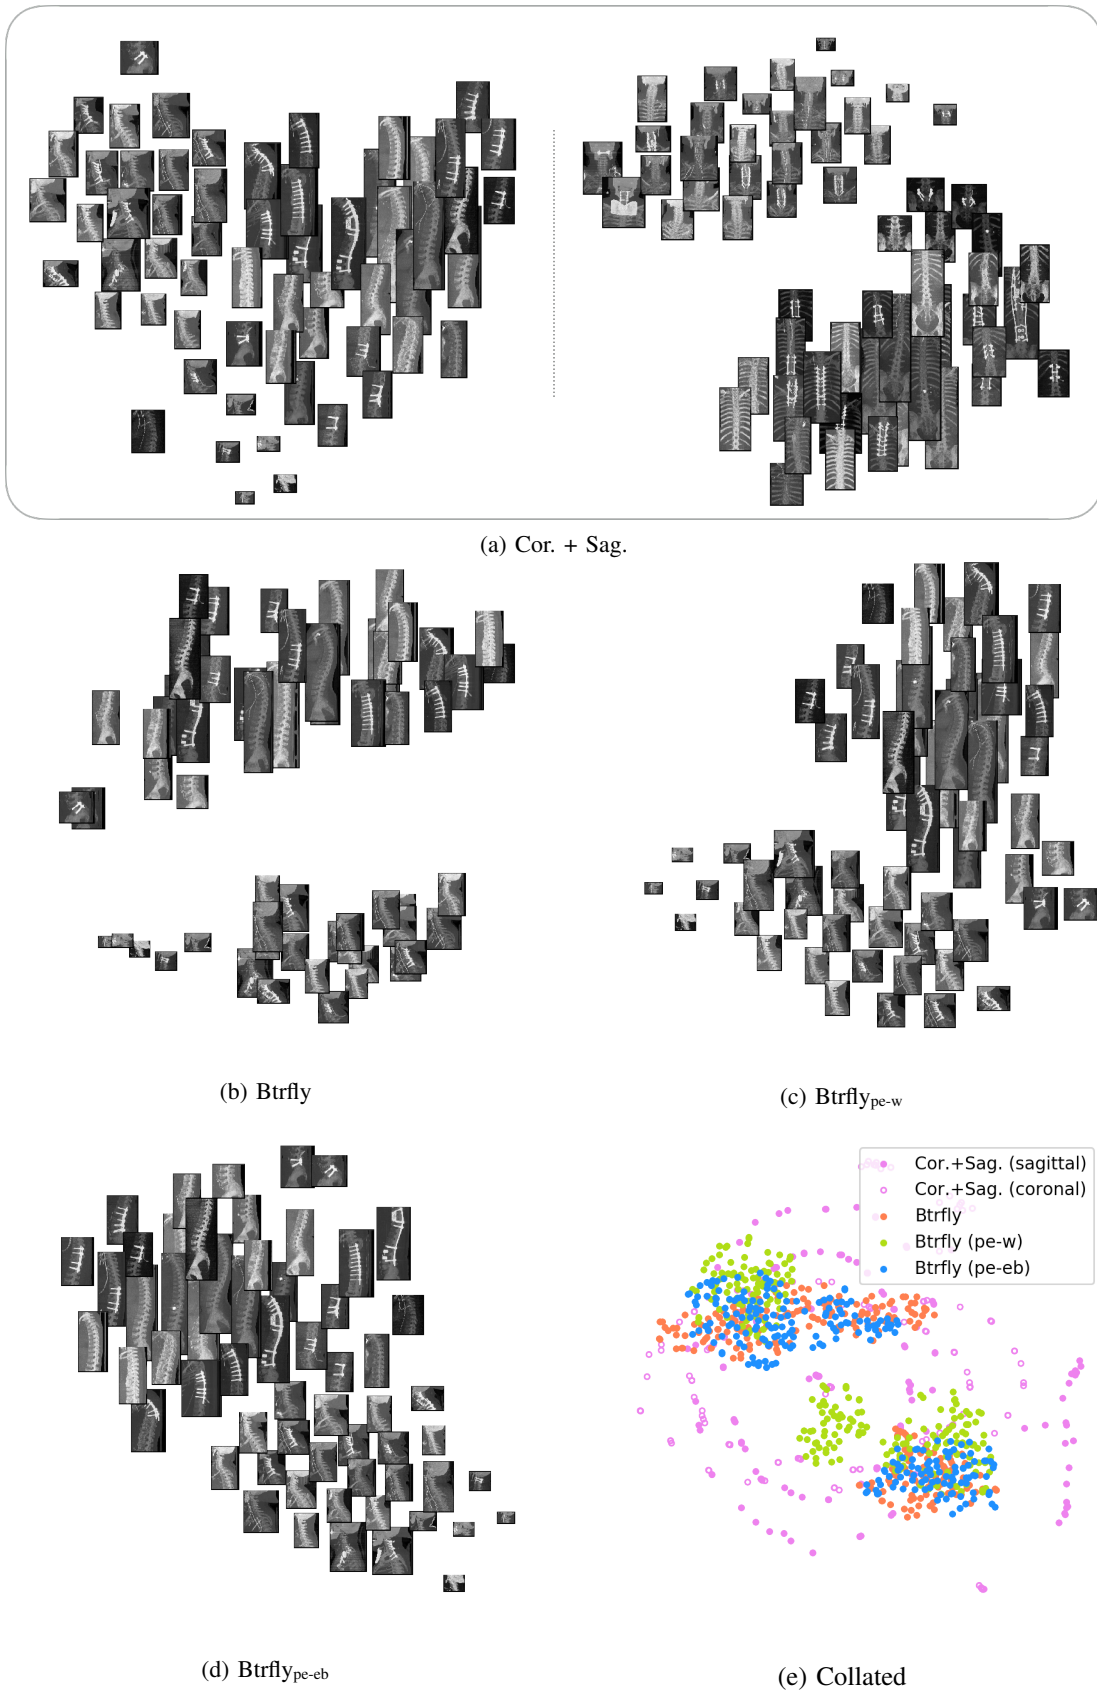 (a) Cor. + Sag.
(b) Btrfly
(c) Btrflype-w
Cor.+Sag. (sagittal)
Cor.+Sag. (coronal)
Btrfly
Btrfly (pe-w)
Btrfly (pe-eb)
(d) Btrflype-eb
(e) Collated